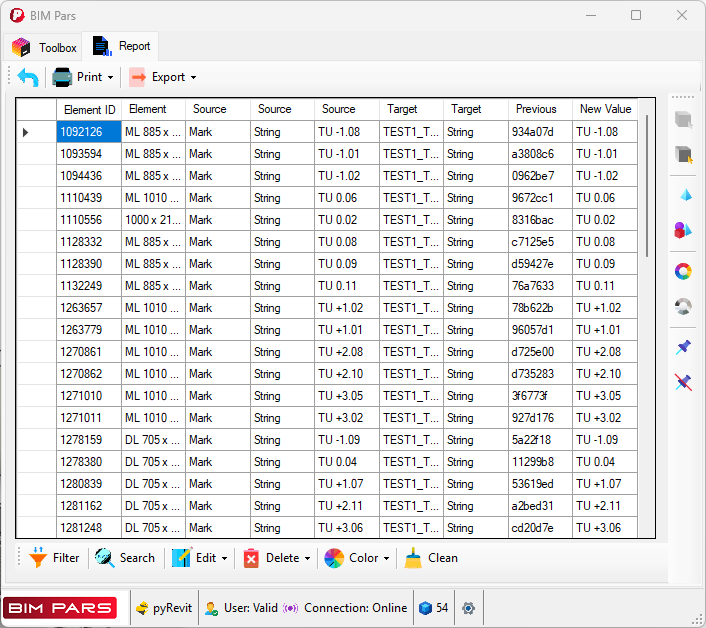 BIM Pars
Toolbox Report
Print Export
Element ID Element Source Source Source Target Target Previous New Value
1092126 ML 885 x ... Mark String TU -1.08 TEST1_T... String 934a07d TU -1.08
1093594 ML 885 x ... Mark String TU -1.01 TEST1_T... String a3808c6 TU -1.01
1094436 ML 885 x ... Mark String TU -1.02 TEST1_T... String 0962be7 TU -1.02
1110439 ML 1010 ... Mark String TU 0.06 TEST1_T... String 9672cc1 TU 0.06
1110556 1000 x 21... Mark String TU 0.02 TEST1_T... String 8316bac TU 0.02
1128332 ML 885 x ... Mark String TU 0.08 TEST1_T... String c7125e5 TU 0.08
1128390 ML 885 x ... Mark String TU 0.09 TEST1_T... String d59427e TU 0.09
1132249 ML 885 x ... Mark String TU 0.11 TEST1_T... String 76a7633 TU 0.11
1263657 ML 1010 ... Mark String TU +1.02 TEST1_T... String 78b622b TU +1.02
1263779 ML 1010 ... Mark String TU +1.01 TEST1_T... String 96057d1 TU +1.01
1270861 ML 1010 ... Mark String TU +2.08 TEST1_T... String d725e00 TU +2.08
1270862 ML 1010 ... Mark String TU +2.10 TEST1_T... String d735283 TU +2.10
1271010 ML 1010 ... Mark String TU +3.05 TEST1_T... String 3f6773f TU +3.05
1271011 ML 1010 ... Mark String TU +3.02 TEST1_T... String 927d176 TU +3.02
1278159 DL 705 x ... Mark String TU -1.09 TEST1_T... String 5a22f18 TU -1.09
1278380 DL 705 x ... Mark String TU 0.04 TEST1_T... String 11299b8 TU 0.04
1280839 DL 705 x ... Mark String TU +1.07 TEST1_T... String 53619ed TU +1.07
1281162 DL 705 x ... Mark String TU +2.11 TEST1_T... String a2bed31 TU +2.11
1281248 DL 705 x ... Mark String TU +3.06 TEST1_T... String cd20d7e TU +3.06
Filter Search Edit Delete Color Clean
BIM PARS pyRevit User: Valid Connection: Online 54